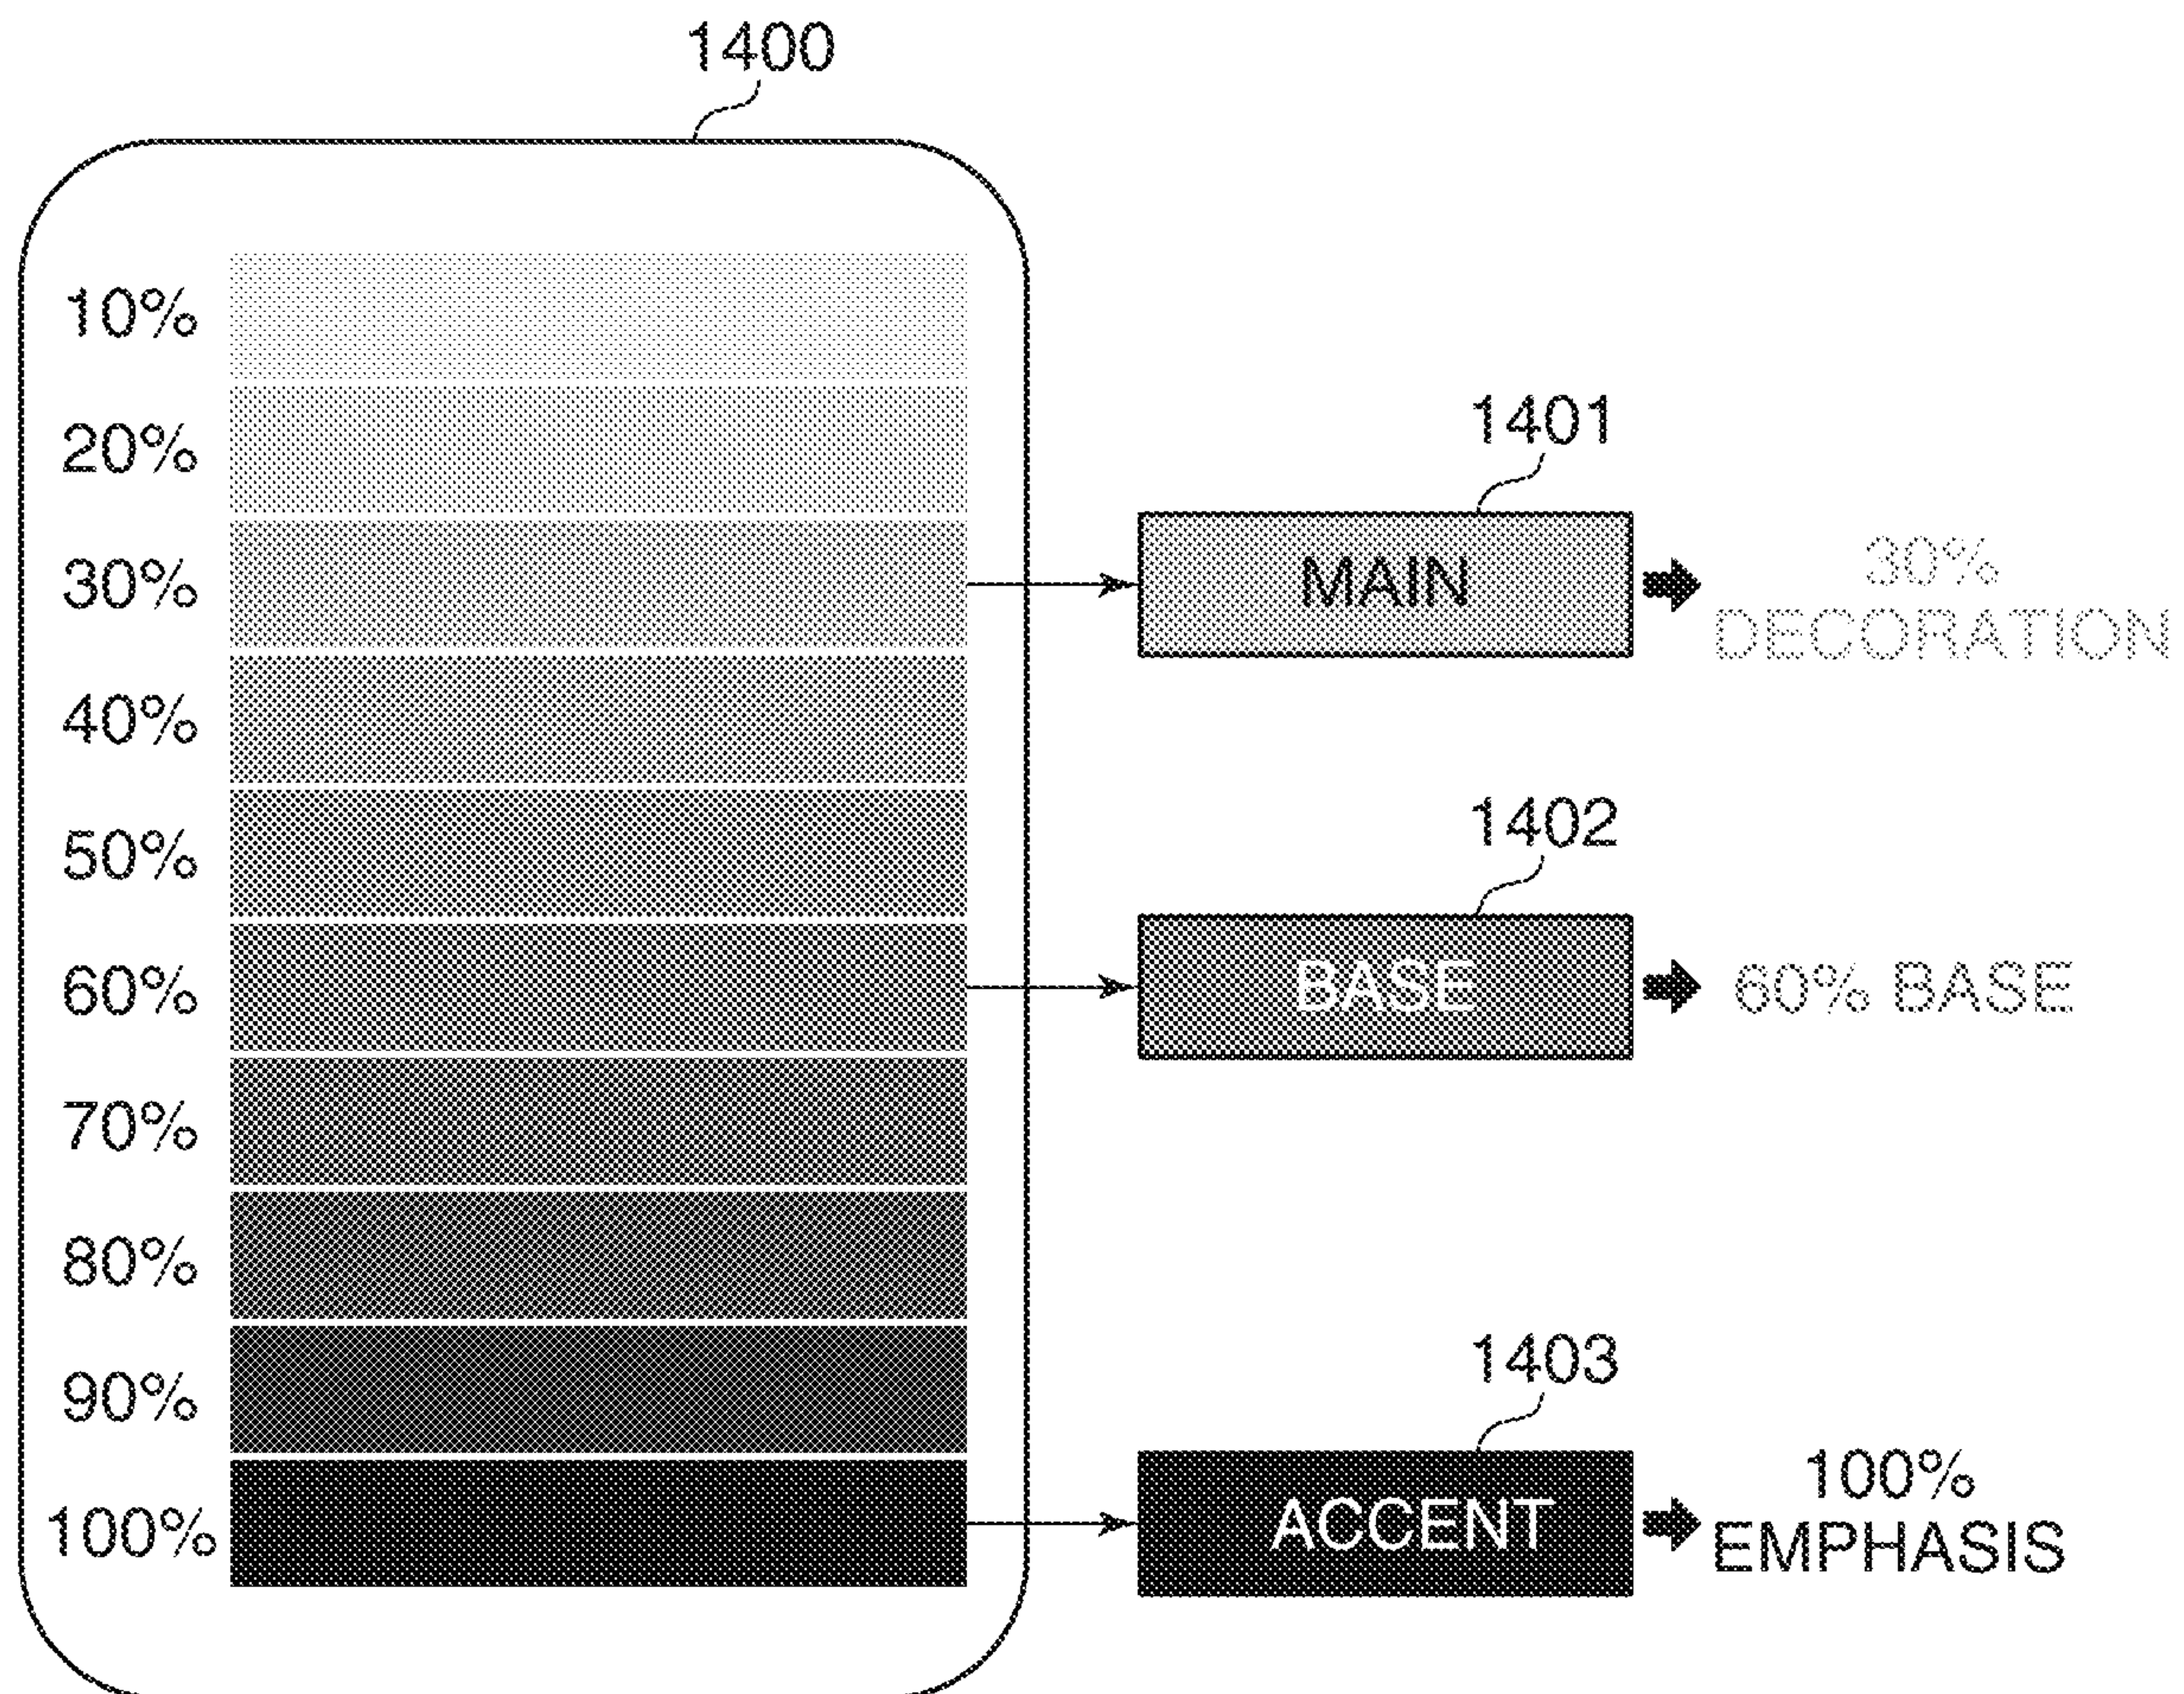 1400
10%
20%
30%
40%
50%
60%
70%
80%
90%
100%
1401
MAIN
30%
DECORATION
1402
BASE
60% BASE
1403
ACCENT
100%
EMPHASIS